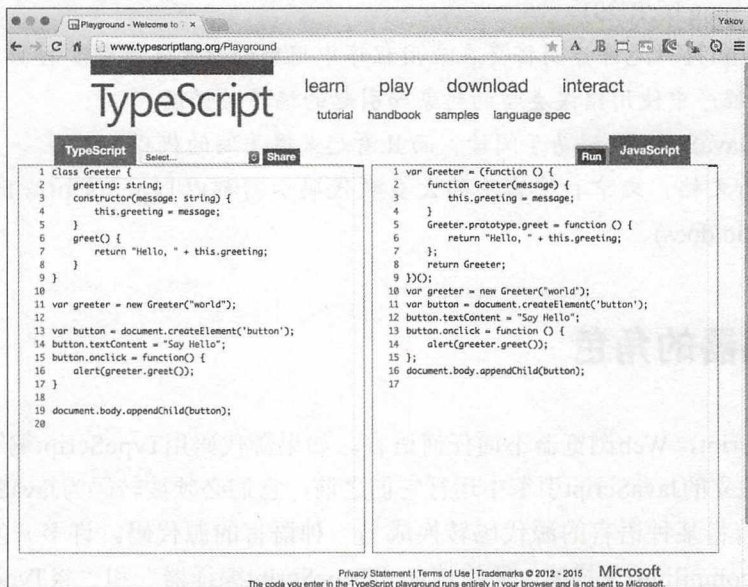 Playground - Welcome to T
Yakov
www.typescriptlang.org/Playground
TypeScript
learn play download interact
tutorial handbook samples language spec
TypeScript Select... Share
1 class Greeter {
2 greeting: string;
3 constructor(message: string) {
4 this.greeting = message;
5 }
6 greet() {
7 return "Hello, " + this.greeting;
8 }
9 }
10
11 var greeter = new Greeter("world");
12
13 var button = document.createElement('button');
14 button.textContent = "Say Hello";
15 button.onclick = function() {
16 alert(greeter.greet());
17 }
18
19 document.body.appendChild(button);
20
Run JavaScript
1 var Greeter = (function () {
2 function Greeter(message) {
3 this.greeting = message;
4 }
5 Greeter.prototype.greet = function () {
6 return "Hello, " + this.greeting;
7 };
8 return Greeter;
9 })();
10 var greeter = new Greeter("world");
11 var button = document.createElement('button');
12 button.textContent = "Say Hello";
13 button.onclick = function () {
14 alert(greeter.greet());
15 };
16 document.body.appendChild(button);
17
Privacy Statement | Terms of Use | Trademarks © 2012 - 2015 Microsoft
The code you enter in the TypeScript playground runs entirely in your browser and is not sent to Microsoft.